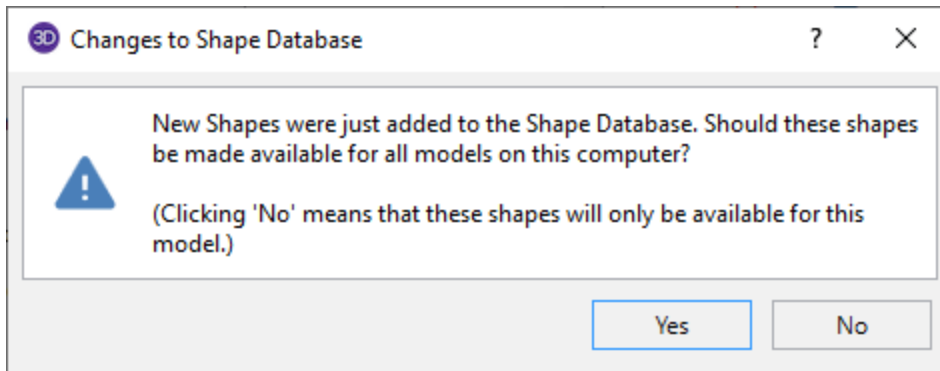 3D Changes to Shape Database ?
New Shapes were just added to the Shape Database. Should these shapes
be made available for all models on this computer?
(Clicking 'No' means that these shapes will only be available for this
model.)
Yes No